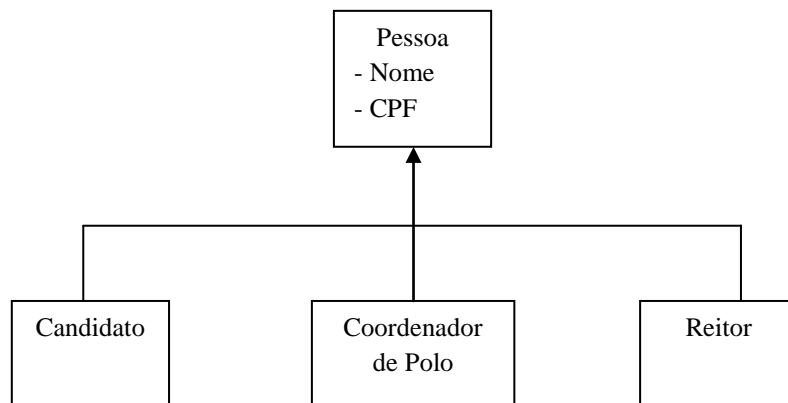 Pessoa
- Nome
- CPF
Candidato
Coordenador
de Polo
Reitor